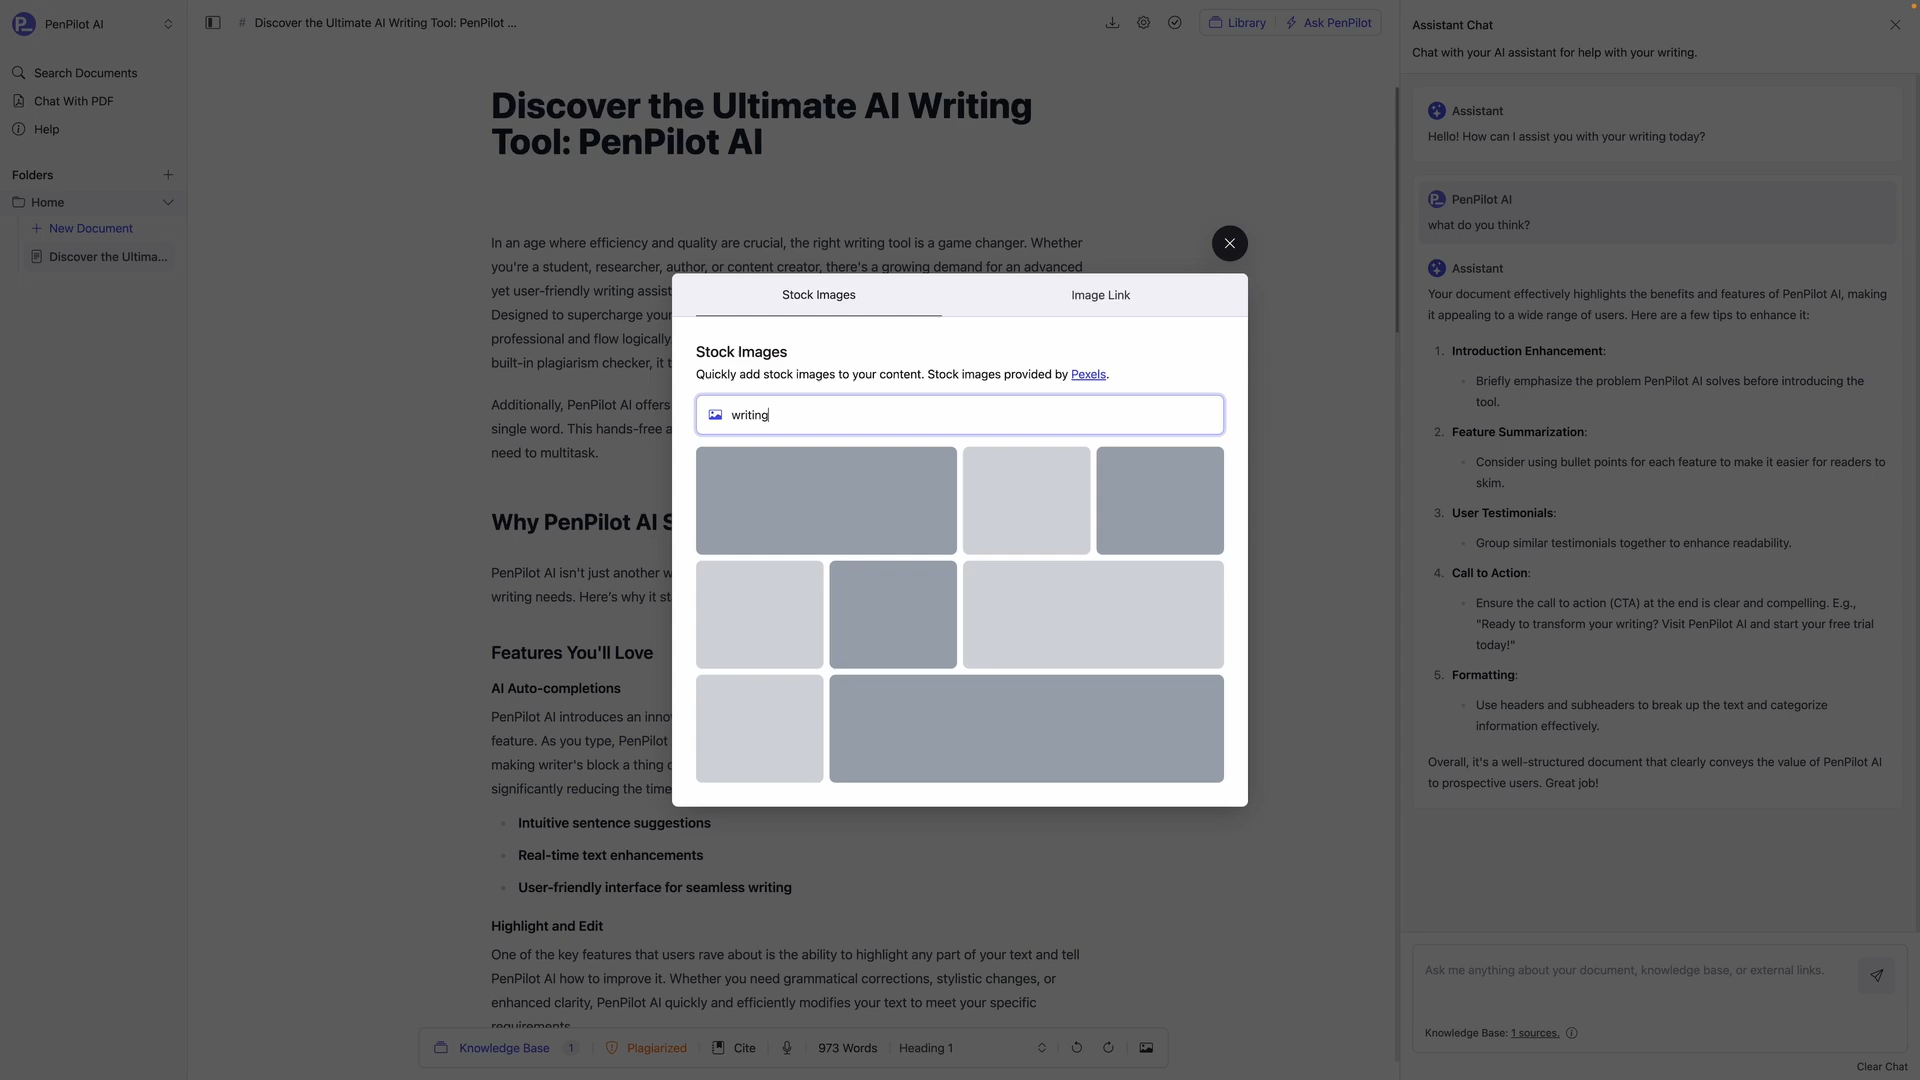 PenPilot AI
Search Documents
Chat With PDF
Help
Folders
Home
New Document
Discover the Ultima...
# Discover the Ultimate AI Writing Tool: PenPilot ...
Library
Ask PenPilot
Discover the Ultimate AI Writing
Tool: PenPilot AI
In an age where efficiency and quality are crucial, the right writing tool is a game changer. Whether
you're a student, researcher, author, or content creator, there's a growing demand for an advanced
yet user-friendly writing assist
Designed to supercharge your
professional and flow logically
built-in plagiarism checker, it t
Additionally, PenPilot AI offers
single word. This hands-free a
need to multitask.
Why PenPilot AI S
PenPilot AI isn't just another w
writing needs. Here's why it st
Features You'll Love
AI Auto-completions
PenPilot AI introduces an inno
feature. As you type, PenPilot
making writer's block a thing o
significantly reducing the time
Intuitive sentence suggestions
Real-time text enhancements
User-friendly interface for seamless writing
Highlight and Edit
One of the key features that users rave about is the ability to highlight any part of your text and tell
PenPilot AI how to improve it. Whether you need grammatical corrections, stylistic changes, or
enhanced clarity, PenPilot AI quickly and efficiently modifies your text to meet your specific
requirements
Stock Images
Image Link
Stock Images
Quickly add stock images to your content. Stock images provided by Pexels.
writing
Knowledge Base 1
Plagiarized
Cite
973 Words
Heading 1
Assistant Chat
Chat with your AI assistant for help with your writing.
Assistant
Hello! How can I assist you with your writing today?
PenPilot AI
what do you think?
Assistant
Your document effectively highlights the benefits and features of PenPilot AI, making
it appealing to a wide range of users. Here are a few tips to enhance it:
1. Introduction Enhancement:
Briefly emphasize the problem PenPilot AI solves before introducing the
tool.
2. Feature Summarization:
Consider using bullet points for each feature to make it easier for readers to
skim.
3. User Testimonials:
Group similar testimonials together to enhance readability.
4. Call to Action:
Ensure the call to action (CTA) at the end is clear and compelling. E.g.,
"Ready to transform your writing? Visit PenPilot AI and start your free trial
today!"
5. Formatting:
Use headers and subheaders to break up the text and categorize
information effectively.
Overall, it's a well-structured document that clearly conveys the value of PenPilot AI
to prospective users. Great job!
Ask me anything about your document, knowledge base, or external links.
Knowledge Base: 1 sources.
Clear Chat